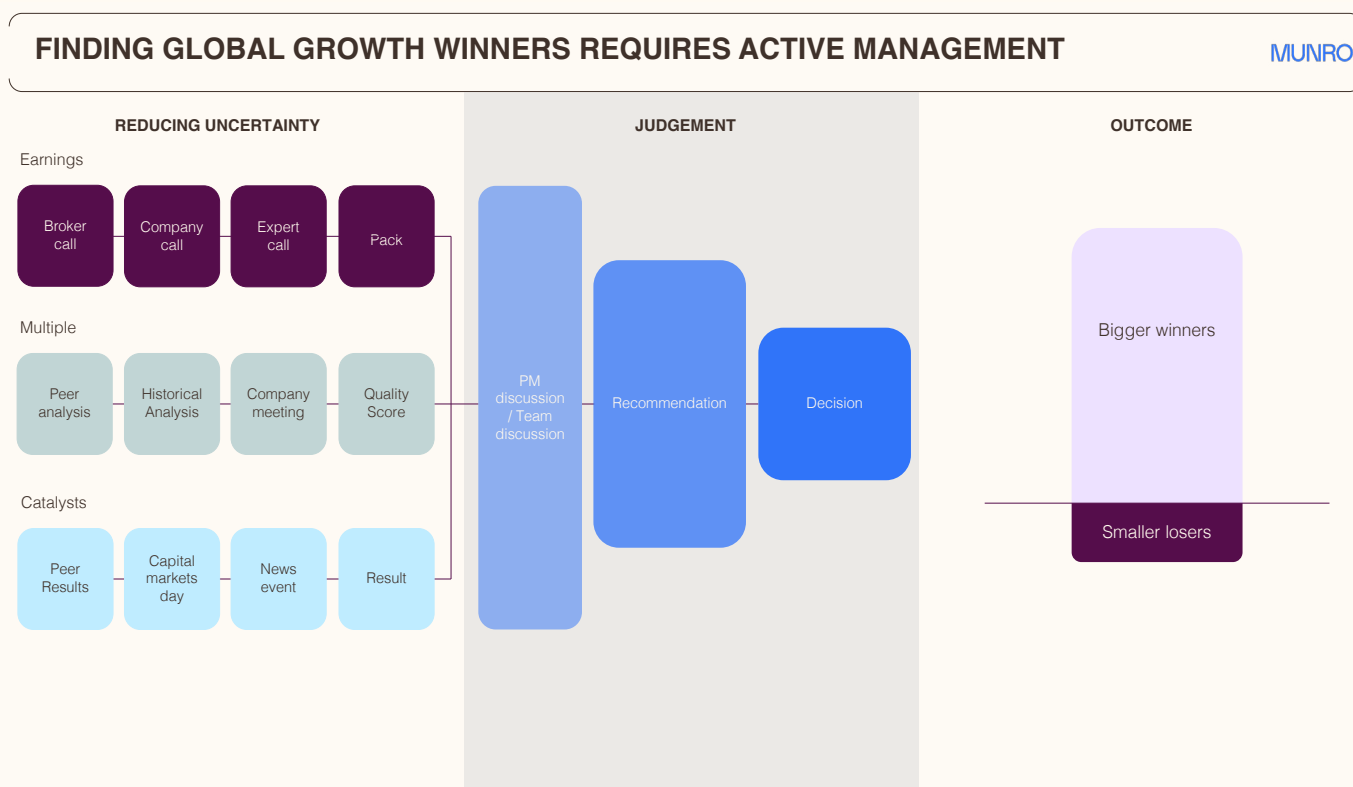 FINDING GLOBAL GROWTH WINNERS REQUIRES ACTIVE MANAGEMENT
MUNRO
REDUCING UNCERTAINTY
Earnings
Broker
call
Company
call
Expert
call
Pack
Multiple
Peer
analysis
Historical
Analysis
Company
meeting
Quality
Score
Catalysts
Peer
Results
Capital
markets
day
News
event
Result
JUDGEMENT
PM
discussion
/ Team
discussion
Recommendation
Decision
OUTCOME
Bigger winners
Smaller losers